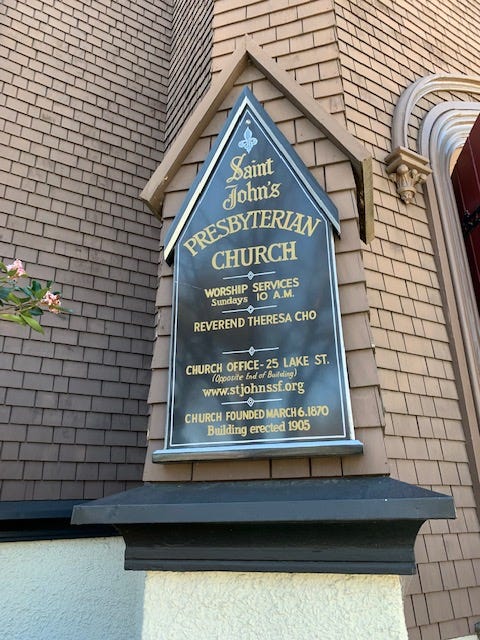 Saint
John's
PRESBYTERIAN
CHURCH
WORSHIP SERVICES
Sundays 10 A.M.
REVEREND THERESA CHO
CHURCH OFFICE - 25 LAKE ST.
(Opposite End of Building)
www.stjohnssf.org
CHURCH FOUNDED MARCH 6, 1870
Building erected 1905